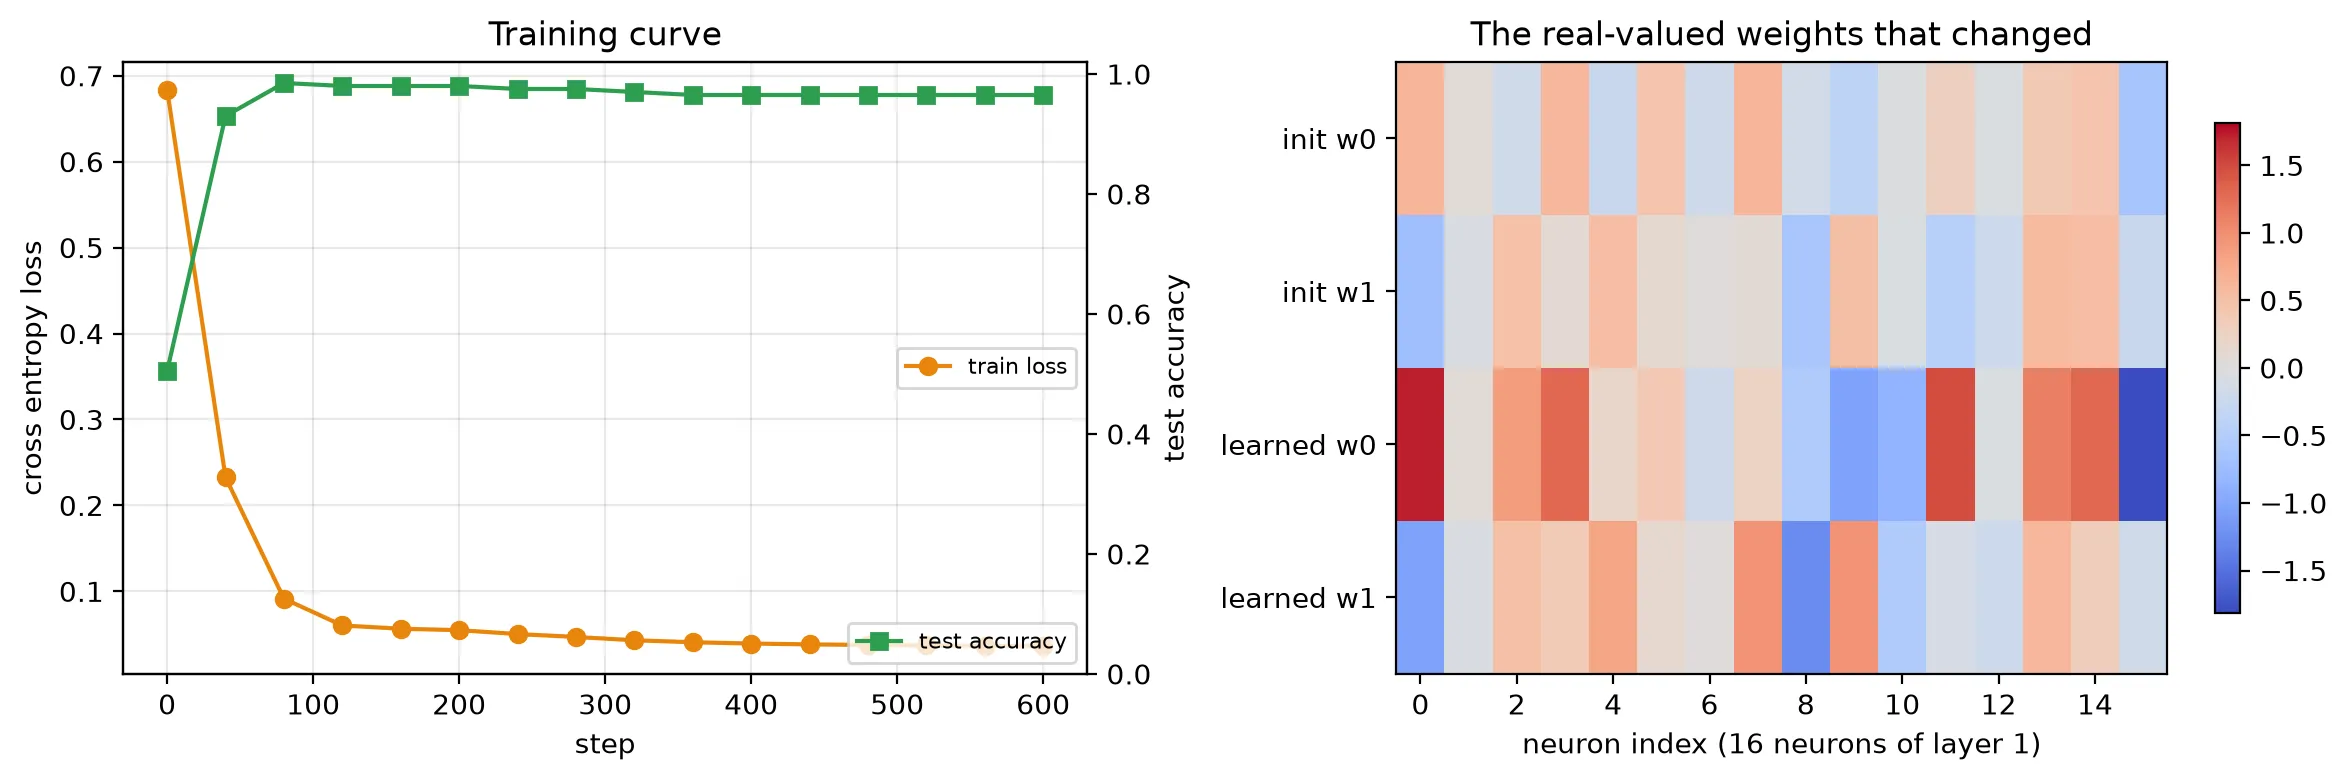 Training curve
0.7
0.6
0.5
0.4
0.3
0.2
0.1
cross entropy loss
1.0
0.8
0.6
0.4
0.2
0.0
test accuracy
train loss
test accuracy
0 100 200 300 400 500 600
step
The real-valued weights that changed
init w0
init w1
learned w0
learned w1
0 2 4 6 8 10 12 14
neuron index (16 neurons of layer 1)
1.5
1.0
0.5
0.0
−0.5
−1.0
−1.5